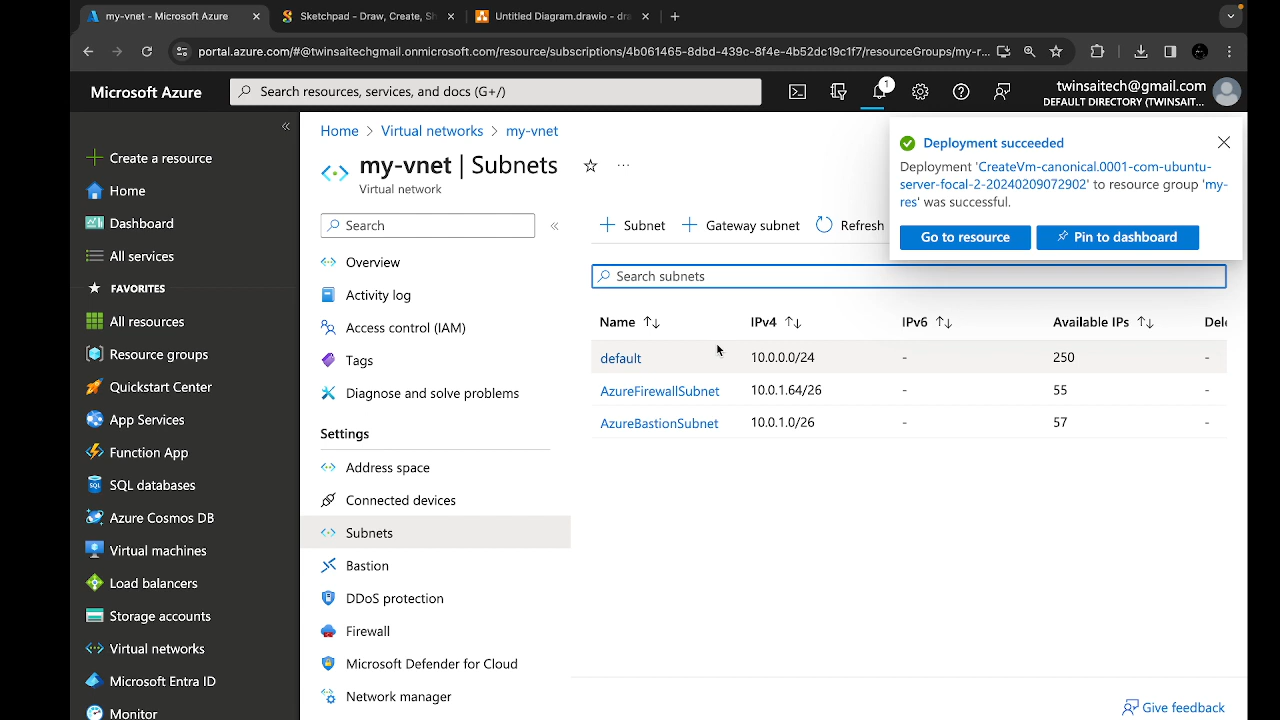 my-vnet - Microsoft Azure
Sketchpad - Draw, Create, Sh
Untitled Diagram.drawio - dra
portal.azure.com/#@twinsaitechgmail.onmicrosoft.com/resource/subscriptions/4b061465-8dbd-439c-8f4e-4b523c19c1f7/resourceGroups/my-r...
Microsoft Azure
Search resources, services, and docs (G+/)
1
twinsaitech@gmail.com
DEFAULT DIRECTORY (TWINSAIT...
Create a resource
Home
Dashboard
All services
FAVORITES
All resources
Resource groups
Quickstart Center
App Services
Function App
SQL databases
Azure Cosmos DB
Virtual machines
Load balancers
Storage accounts
Virtual networks
Microsoft Entra ID
Monitor
Home > Virtual networks > my-vnet
my-vnet | Subnets
Virtual network
Search
Overview
Activity log
Access control (IAM)
Tags
Diagnose and solve problems
Settings
Address space
Connected devices
Subnets
Bastion
DDoS protection
Firewall
Microsoft Defender for Cloud
Network manager
+ Subnet + Gateway subnet Refresh
Search subnets
Name IPv4 IPv6 Available IPs Dele
default 10.0.0.0/24 - 250 -
AzureFirewallSubnet 10.0.1.64/26 - 55 -
AzureBastionSubnet 10.0.1.0/26 - 57 -
Deployment succeeded
Deployment 'CreateVm-canonical.0001-com-ubuntu-
server-focal-2-20240209072902' to resource group 'my-
res' was successful.
Go to resource
Pin to dashboard
Give feedback